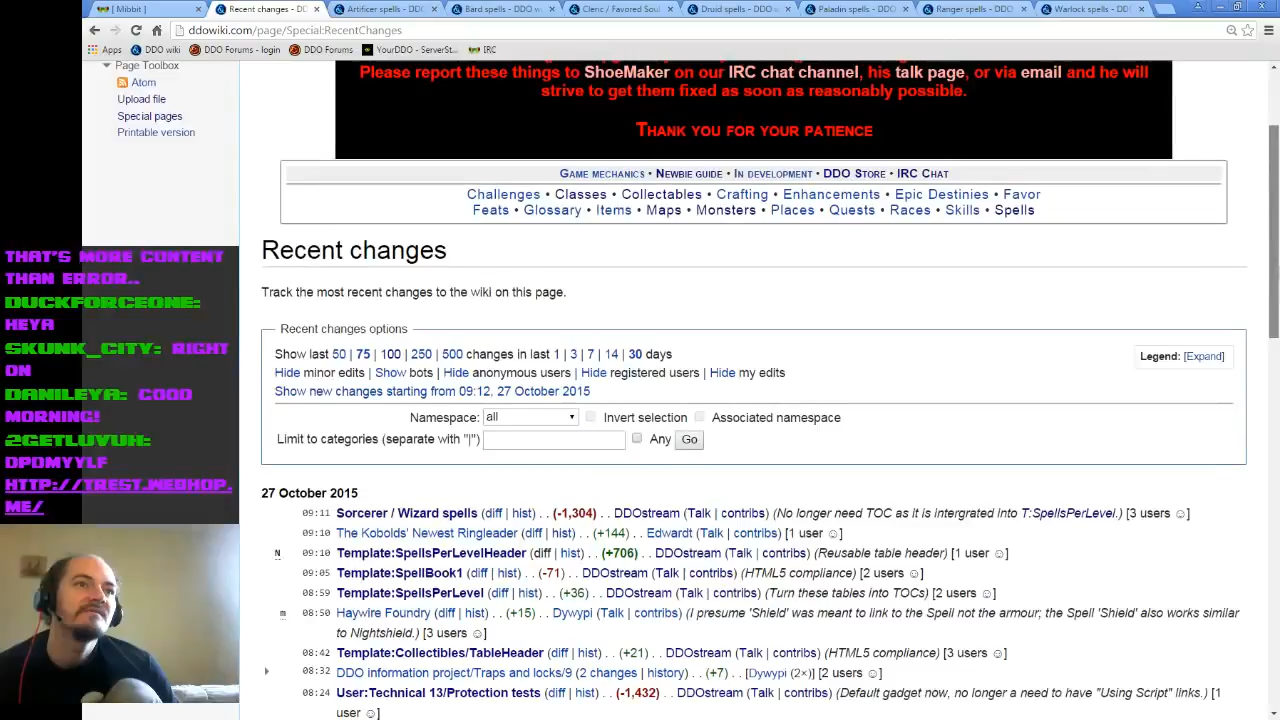 [ Mibbit ]
Recent changes - DD
Artificer spells - DDO
Bard spells - DDO w
Cleric / Favored Soul
Druid spells - DDO w
Paladin spells - DDO
Ranger spells - DDO
Warlock spells - DDO
ddowiki.com/page/Special:RecentChanges
Apps
DDO wiki
DDO Forums - login
DDO Forums
YourDDO - ServerSt...
IRC
Page Toolbox
Atom
Upload file
Special pages
Printable version
Please report these things to ShoeMaker on our IRC chat channel, his talk page, or via email and he will
strive to get them fixed as soon as reasonably possible.
Thank you for your patience
Game mechanics • Newbie guide • In development • DDO Store • IRC Chat
Challenges • Classes • Collectables • Crafting • Enhancements • Epic Destinies • Favor
Feats • Glossary • Items • Maps • Monsters • Places • Quests • Races • Skills • Spells
Recent changes
Track the most recent changes to the wiki on this page.
Recent changes options
Show last 50 | 75 | 100 | 250 | 500 changes in last 1 | 3 | 7 | 14 | 30 days
Legend: [Expand]
Hide minor edits | Show bots | Hide anonymous users | Hide registered users | Hide my edits
Show new changes starting from 09:12, 27 October 2015
Namespace: all Invert selection Associated namespace
Limit to categories (separate with "|") Any Go
27 October 2015
09:11 Sorcerer / Wizard spells (diff | hist) . . (-1,304) . . DDOstream (Talk | contribs) (No longer need TOC as it is intergrated into T:SpellsPerLevel.) [3 users ☺]
09:10 The Kobolds' Newest Ringleader (diff | hist) . . (+144) . . Edwardt (Talk | contribs) [1 user ☺]
N 09:10 Template:SpellsPerLevelHeader (diff | hist) . . (+706) . . DDOstream (Talk | contribs) (Reusable table header) [1 user ☺]
09:05 Template:SpellBook1 (diff | hist) . . (-71) . . DDOstream (Talk | contribs) (HTML5 compliance) [2 users ☺]
09:05 Template:SpellsPerLevel (diff | hist) . . (+36) . . DDOstream (Talk | contribs) (Turn these tables into TOCs) [2 users ☺]
m 08:50 Haywire Foundry (diff | hist) . . (+15) . . Dywypi (Talk | contribs) (I presume 'Shield' was meant to link to the Spell not the armour; the Spell 'Shield' also works similar
to Nightshield.) [3 users ☺]
08:42 Template:Collectibles/TableHeader (diff | hist) . . (+21) . . DDOstream (Talk | contribs) (HTML5 compliance) [3 users ☺]
08:32 DDO information project/Traps and locks/9 (2 changes | history) . . (+7) . . [Dywypi (2×)] [2 users ☺]
08:24 User:Technical 13/Protection tests (diff | hist) . . (-1,432) . . DDOstream (Talk | contribs) (Default gadget now, no longer a need to have "Using Script" links.) [1
user ☺]
THAT'S MORE CONTENT
THAN ERROR..
DUCKFORCEONE:
HEYA
SKUNK_CITY: RIGHT
ON
DANILEYA: GOOD
MORNING!
2GETLUVUH:
DPDMYYLF
HTTP://TREST.WEBHOP.
ME/